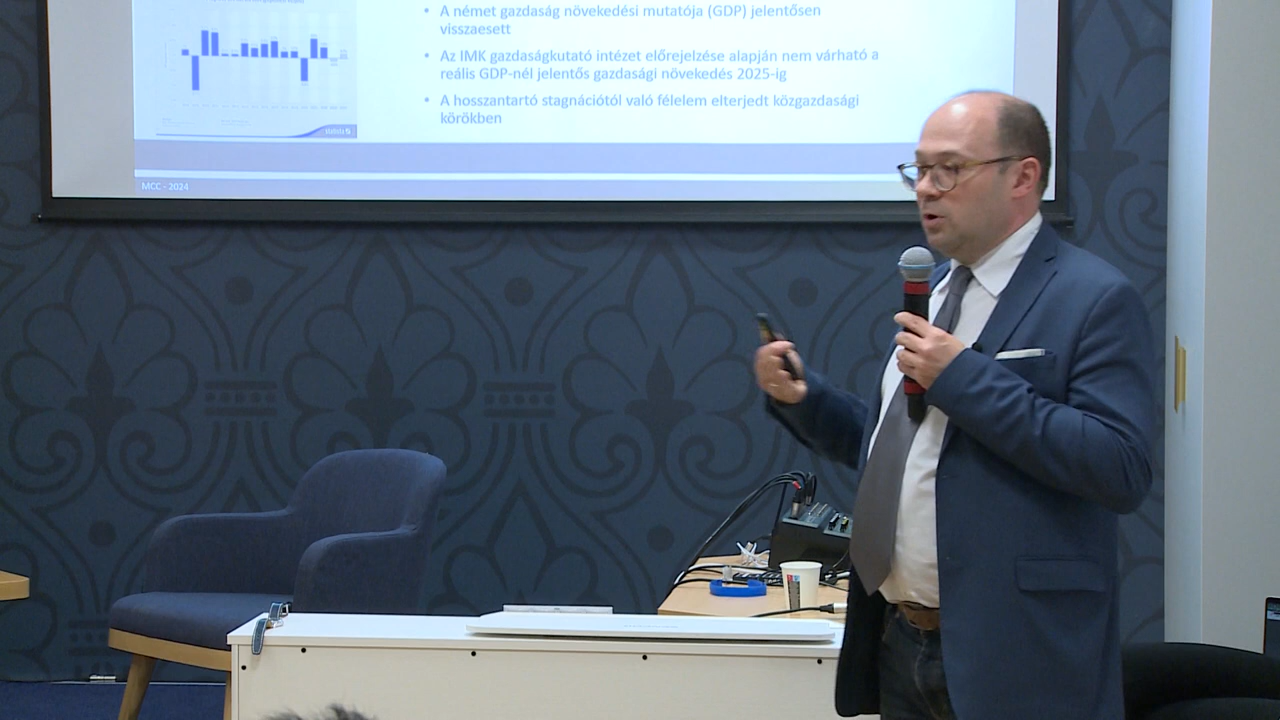 • A német gazdaság növekedési mutatója (GDP) jelentősen
visszaesett
• Az IMK gazdaságkutató intézet előrejelzése alapján nem várható a
reális GDP-nél jelentős gazdasági növekedés 2025-ig
• A hosszantartó stagnációtól való félelem elterjedt közgazdasági
körökben
MCC - 2024